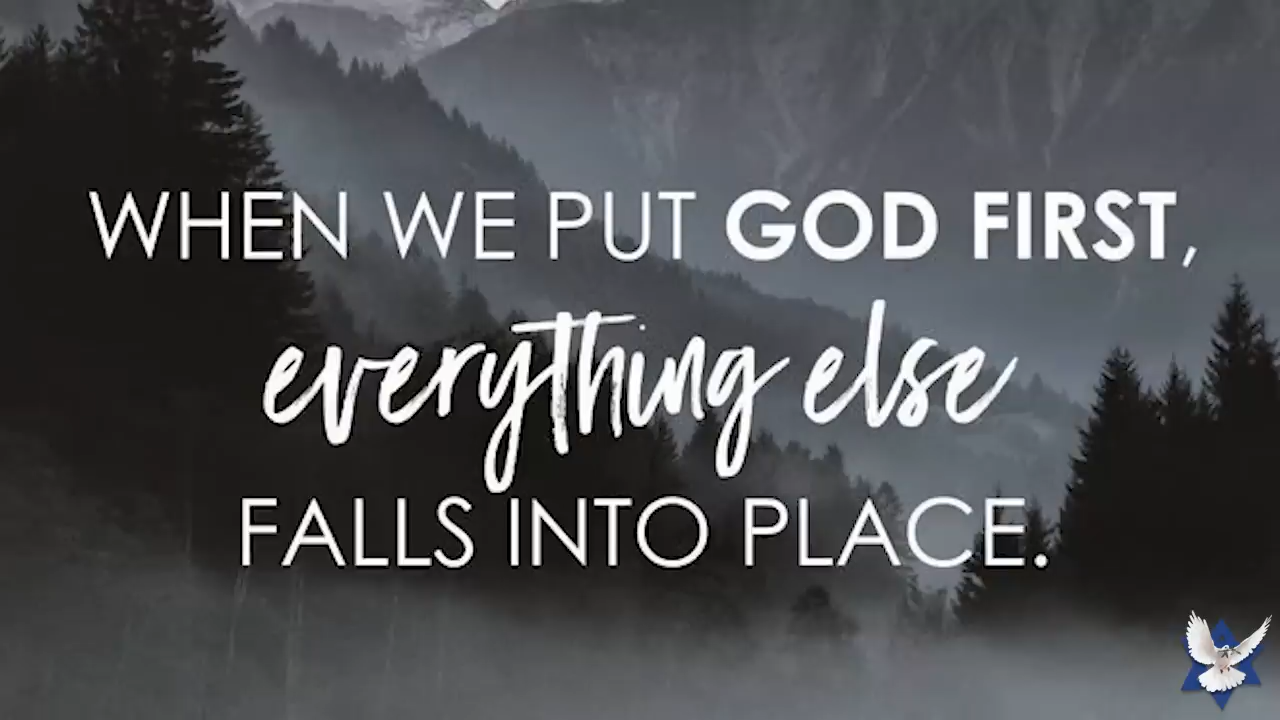 WHEN WE PUT GOD FIRST,
everything else
FALLS INTO PLACE.